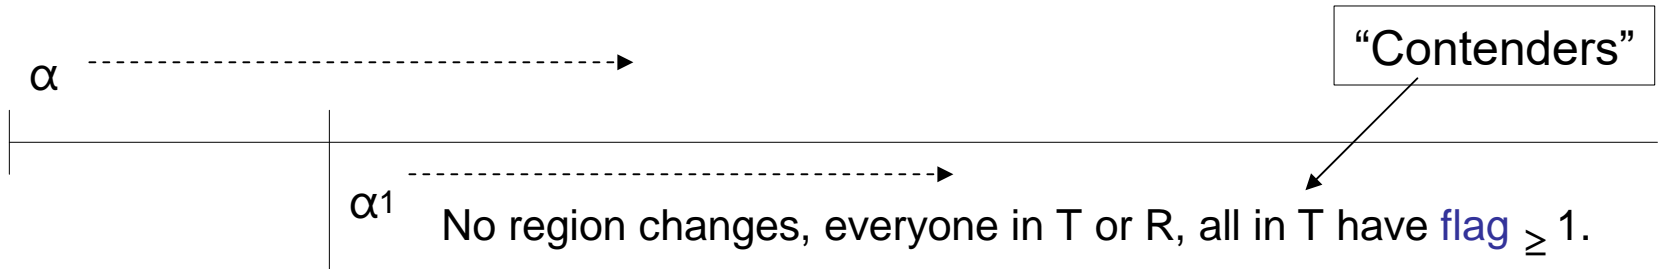 “Contenders”
α
α1
No region changes, everyone in T or R, all in T have flag ≥ 1.